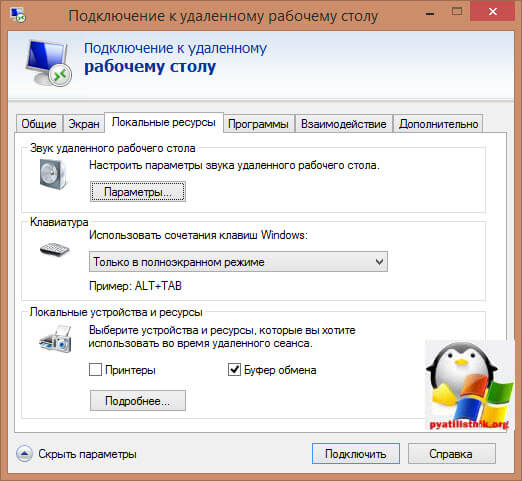 Подключение к удаленному рабочему столу
Подключение к удаленному
рабочему столу
Общие
Экран
Локальные ресурсы
Программы
Взаимодействие
Дополнительно
Звук удаленного рабочего стола
Настроить параметры звука удаленного рабочего стола.
Параметры...
Клавиатура
Использовать сочетания клавиш Windows:
Только в полноэкранном режиме
Пример: ALT+TAB
Локальные устройства и ресурсы
Выберите устройства и ресурсы, которые вы хотите
использовать во время удаленного сеанса.
Принтеры
Буфер обмена
Подробнее...
pyatilistnik.org
Скрыть параметры
Подключить
Справка